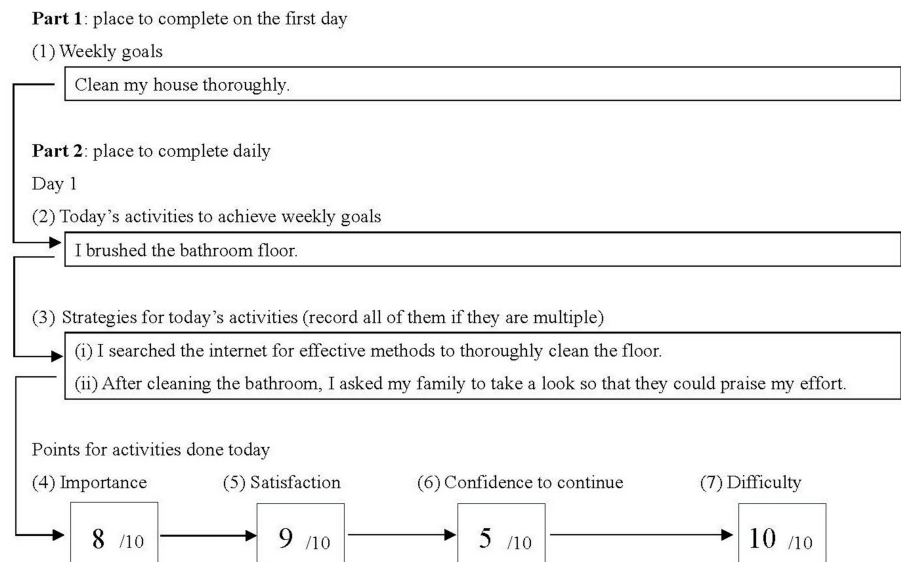 Part 1: place to complete on the first day
(1) Weekly goals
Clean my house thoroughly.
Part 2: place to complete daily
Day 1
(2) Today's activities to achieve weekly goals
I brushed the bathroom floor.
(3) Strategies for today's activities (record all of them if they are multiple)
(i) I searched the internet for effective methods to thoroughly clean the floor.
(ii) After cleaning the bathroom, I asked my family to take a look so that they could praise my effort.
Points for activities done today
(4) Importance (5) Satisfaction (6) Confidence to continue (7) Difficulty
8 /10 9 /10 5 /10 10 /10